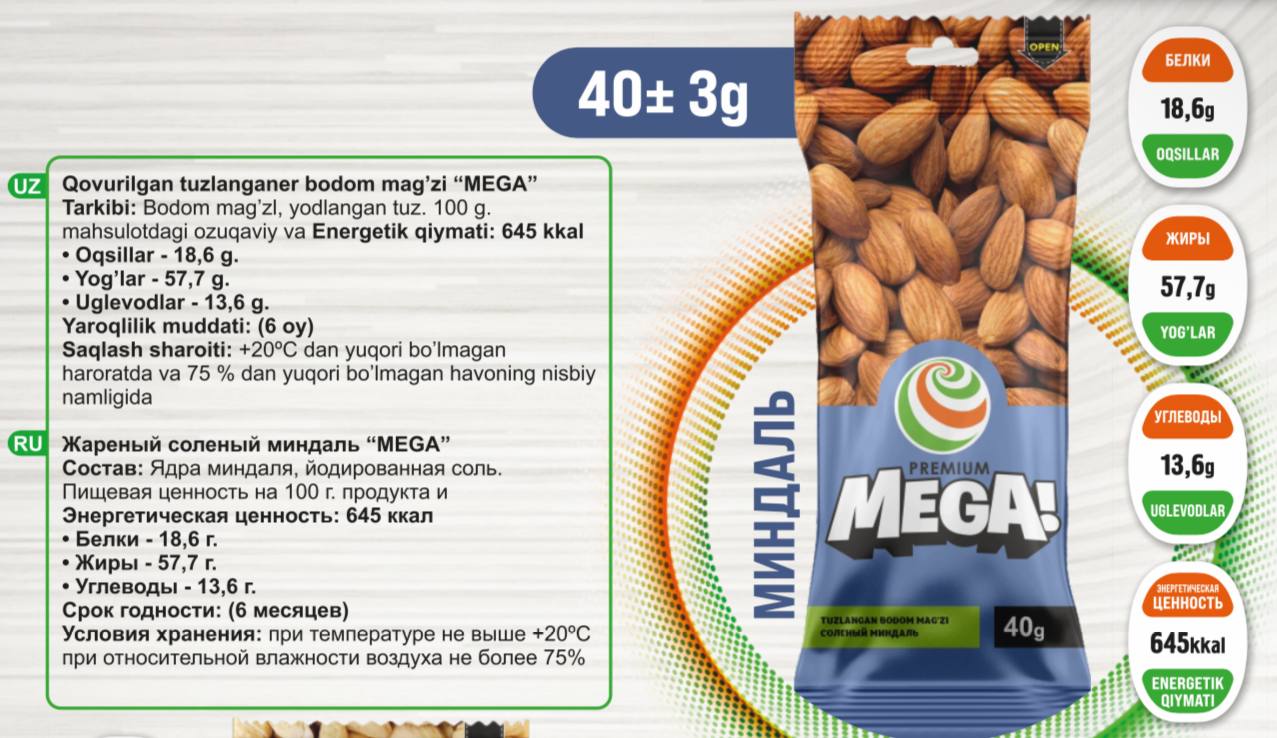 40± 3g
UZ
Qovurilgan tuzlanganer bodom mag’zi “MEGA”
Tarkibi: Bodom mag’zl, yodlangan tuz. 100 g.
mahsulotdagi ozuqaviy va Energetik qiymati: 645 kkal
• Oqsillar - 18,6 g.
• Yog’lar - 57,7 g.
• Uglevodlar - 13,6 g.
Yaroqlilik muddati: (6 oy)
Saqlash sharoiti: +20ºC dan yuqori bo’lmagan
haroratda va 75 % dan yuqori bo’lmagan havoning nisbiy
namligida
RU
Жареный соленый миндаль “MEGA”
Состав: Ядра миндаля, йодированная соль.
Пищевая ценность на 100 г. продукта и
Энергетическая ценность: 645 ккал
• Белки - 18,6 г.
• Жиры - 57,7 г.
• Углеводы - 13,6 г.
Срок годности: (6 месяцев)
Условия хранения: при температуре не выше +20ºC
при относительной влажности воздуха не более 75%
МИНДАЛЬ
OPEN
PREMIUM
MEGA!
TUZLANGAN BODOM MAG'ZI
СОЛЕНЫЙ МИНДАЛЬ
40g
БЕЛКИ
18,6g
OQSILLAR
ЖИРЫ
57,7g
YOG’LAR
УГЛЕВОДЫ
13,6g
UGLEVODLAR
ЭНЕРГЕТИЧЕСКАЯ
ЦЕННОСТЬ
645kkal
ENERGETIK
QIYMATI